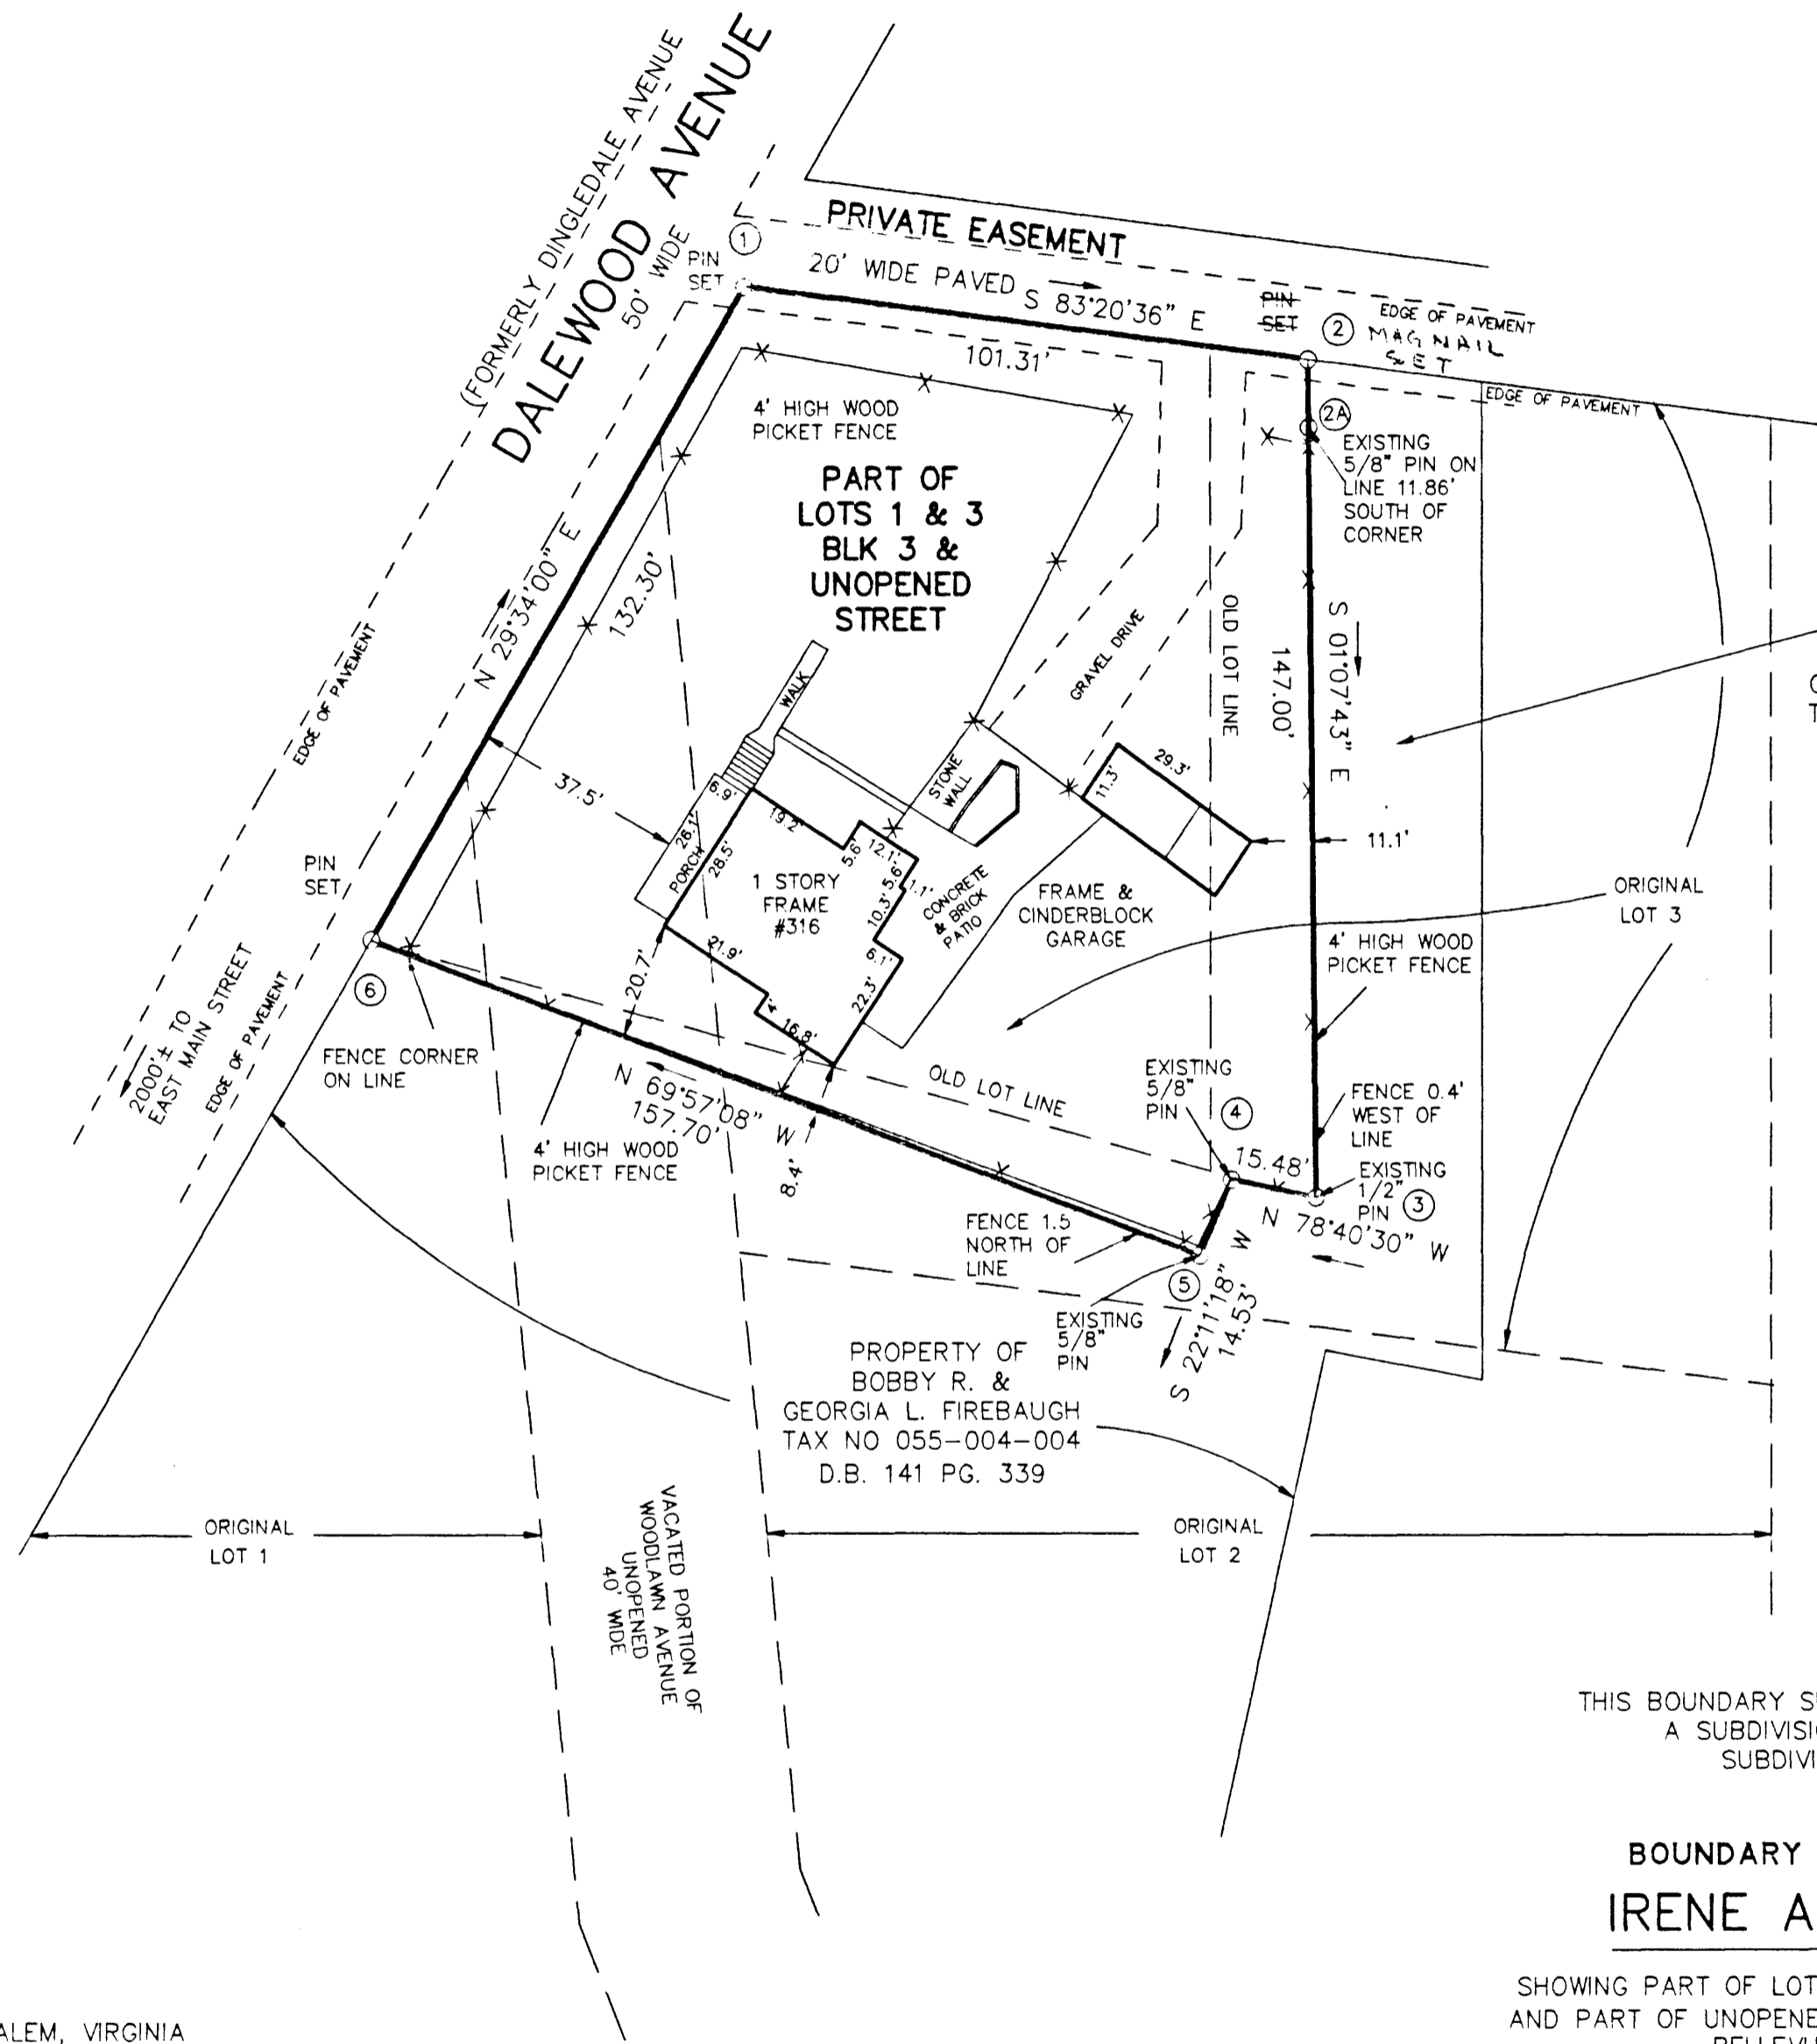 (FORMERLY DINGLEDALE AVENUE
DALEWOOD AVENUE
50' WIDE
PIN
SET
1
PRIVATE EASEMENT
20' WIDE PAVED
S 83°20'36" E
101.31'
PIN
SET
2
EDGE OF PAVEMENT
MAG NAIL
SET
EDGE OF PAVEMENT
2A
EXISTING
5/8" PIN ON
LINE 11.86'
SOUTH OF
CORNER
4' HIGH WOOD
PICKET FENCE
PART OF
LOTS 1 & 3
BLK 3 &
UNOPENED
STREET
N 29°34'00" E
132.30'
EDGE OF PAVEMENT
WALK
GRAVEL DRIVE
OLD LOT LINE
147.00'
S 01°07'43" E
STONE
WALL
11.3'
29.3'
11.1'
37.5'
6.9'
26.1'
PORCH
28.5'
19.2'
5.6'
12.1'
5.6'
1.1'
10.3'
6.1'
22.3'
1 STORY
FRAME
#316
21.9'
4'
16.8'
20.7'
CONCRETE
& BRICK
PATIO
FRAME &
CINDERBLOCK
GARAGE
ORIGINAL
LOT 3
4' HIGH WOOD
PICKET FENCE
PIN
SET
6
2000'± TO
EAST MAIN STREET
EDGE OF PAVEMENT
FENCE CORNER
ON LINE
N 69°57'08" W
157.70'
8.4'
4' HIGH WOOD
PICKET FENCE
OLD LOT LINE
EXISTING
5/8"
PIN
4
FENCE 0.4'
WEST OF
LINE
15.48'
EXISTING
1/2"
PIN
3
N 78°40'30" W
FENCE 1.5
NORTH OF
LINE
5
EXISTING
5/8"
PIN
S 22°11'18" W
14.53'
PROPERTY OF
BOBBY R. &
GEORGIA L. FIREBAUGH
TAX NO 055-004-004
D.B. 141 PG. 339
ORIGINAL
LOT 1
VACATED PORTION OF
WOODLAWN AVENUE
UNOPENED
40' WIDE
ORIGINAL
LOT 2
THIS BOUNDARY
A
BOUNDARY
IRENE A
SHOWING PART OF
AND PART OF
ALEM, VIRGINIA